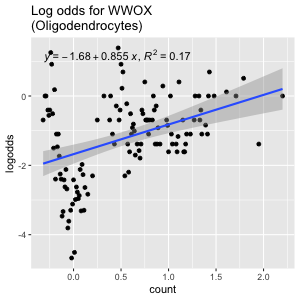 Log odds for WWOX
(Oligodendrocytes)
y = − 1.68 + 0.855 x, R² = 0.17
0
-2
-4
logodds
0.0 0.5 1.0 1.5 2.0
count